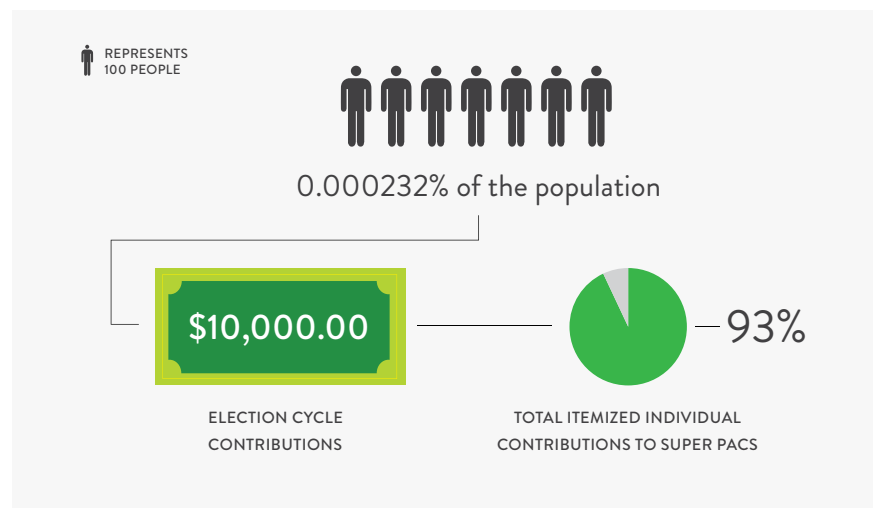 REPRESENTS
100 PEOPLE
0.000232% of the population
$10,000.00
93%
ELECTION CYCLE
CONTRIBUTIONS
TOTAL ITEMIZED INDIVIDUAL
CONTRIBUTIONS TO SUPER PACS